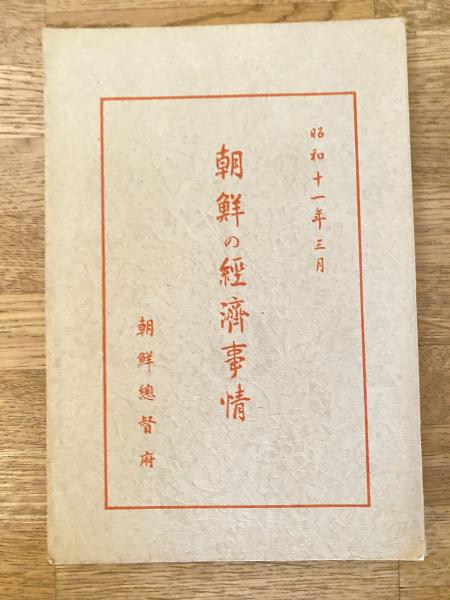 昭和十一年三月
朝鮮の經濟事情
朝鮮總督府